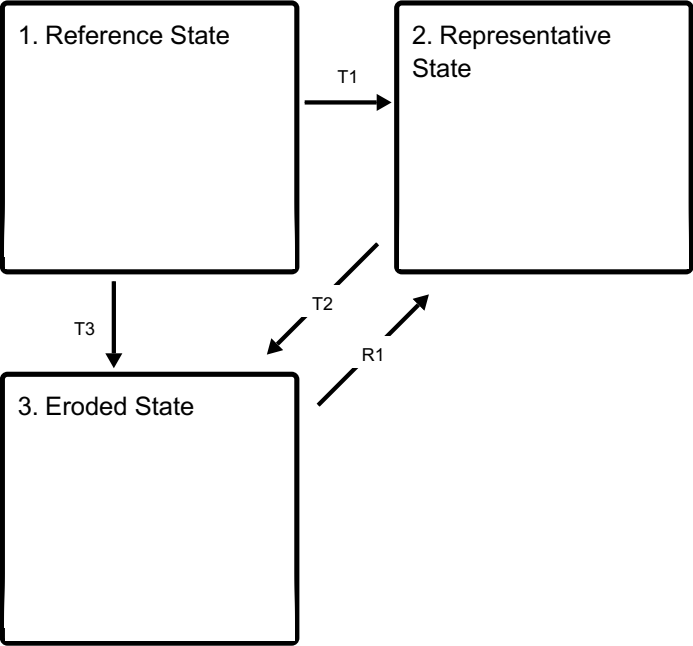 1. Reference State
2. Representative
State
T1
T2
T3
R1
3. Eroded State